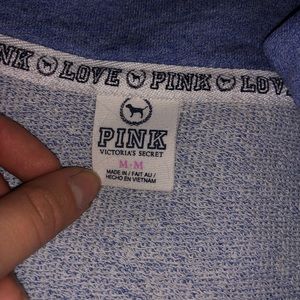 LOVE PINK LOVE
PINK
VICTORIA'S SECRET
M • M
MADE IN / FAIT AU /
HECHO EN VIETNAM